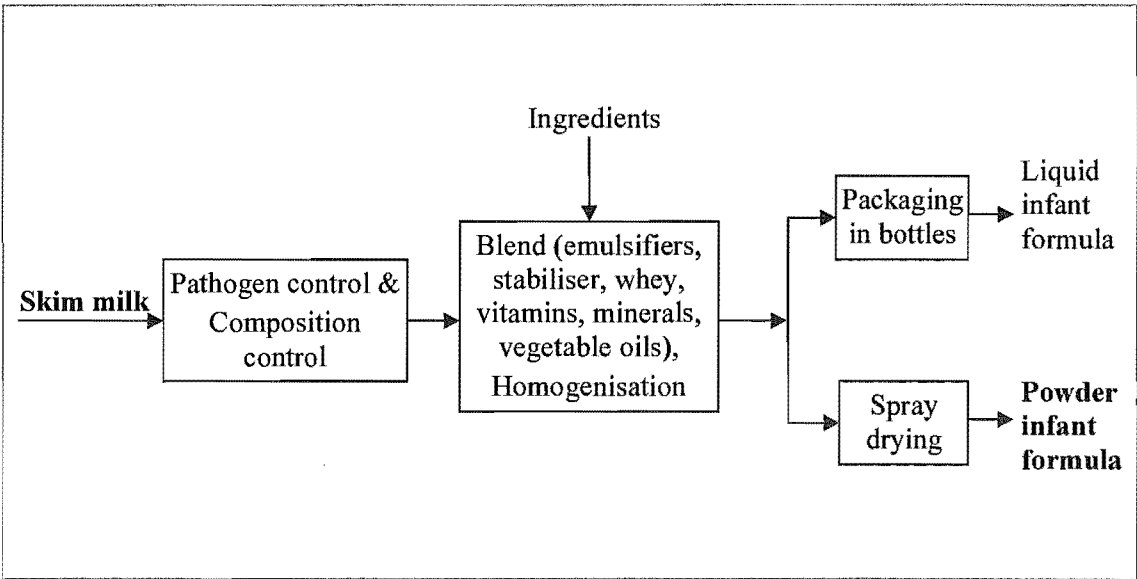 Ingredients
Skim milk
Pathogen control &
Composition
control
Blend (emulsifiers,
stabiliser, whey,
vitamins, minerals,
vegetable oils),
Homogenisation
Packaging
in bottles
Liquid
infant
formula
Spray
drying
Powder
infant
formula